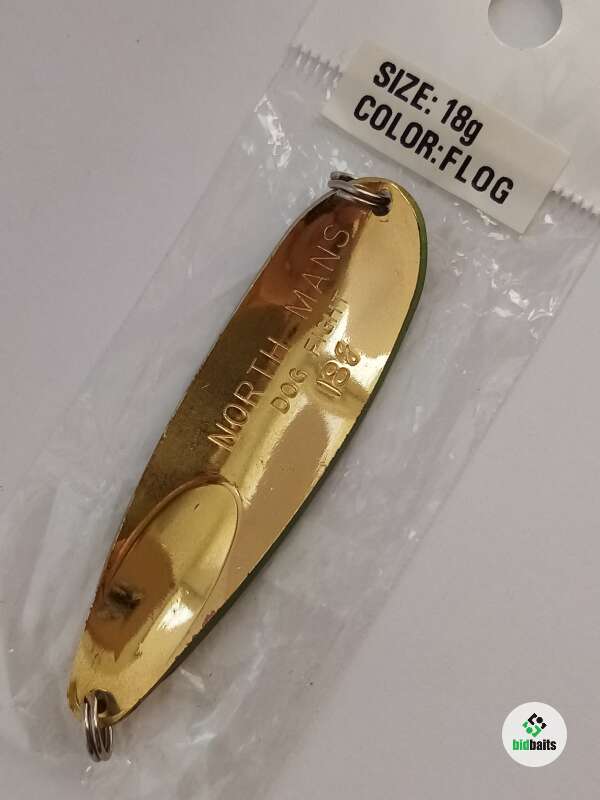 SIZE: 18g
COLOR:FLOG
NORTH MANS
DOG FIGHT
18g
bidbaits